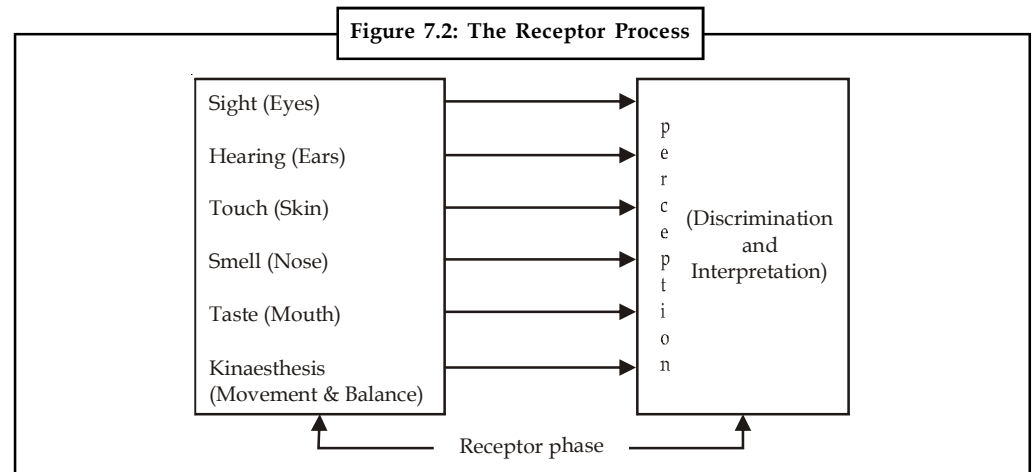 Figure 7.2: The Receptor Process
Sight (Eyes)
Hearing (Ears)
Touch (Skin)
Smell (Nose)
Taste (Mouth)
Kinaesthesis
(Movement & Balance)
perception
(Discrimination
and
Interpretation)
Receptor phase